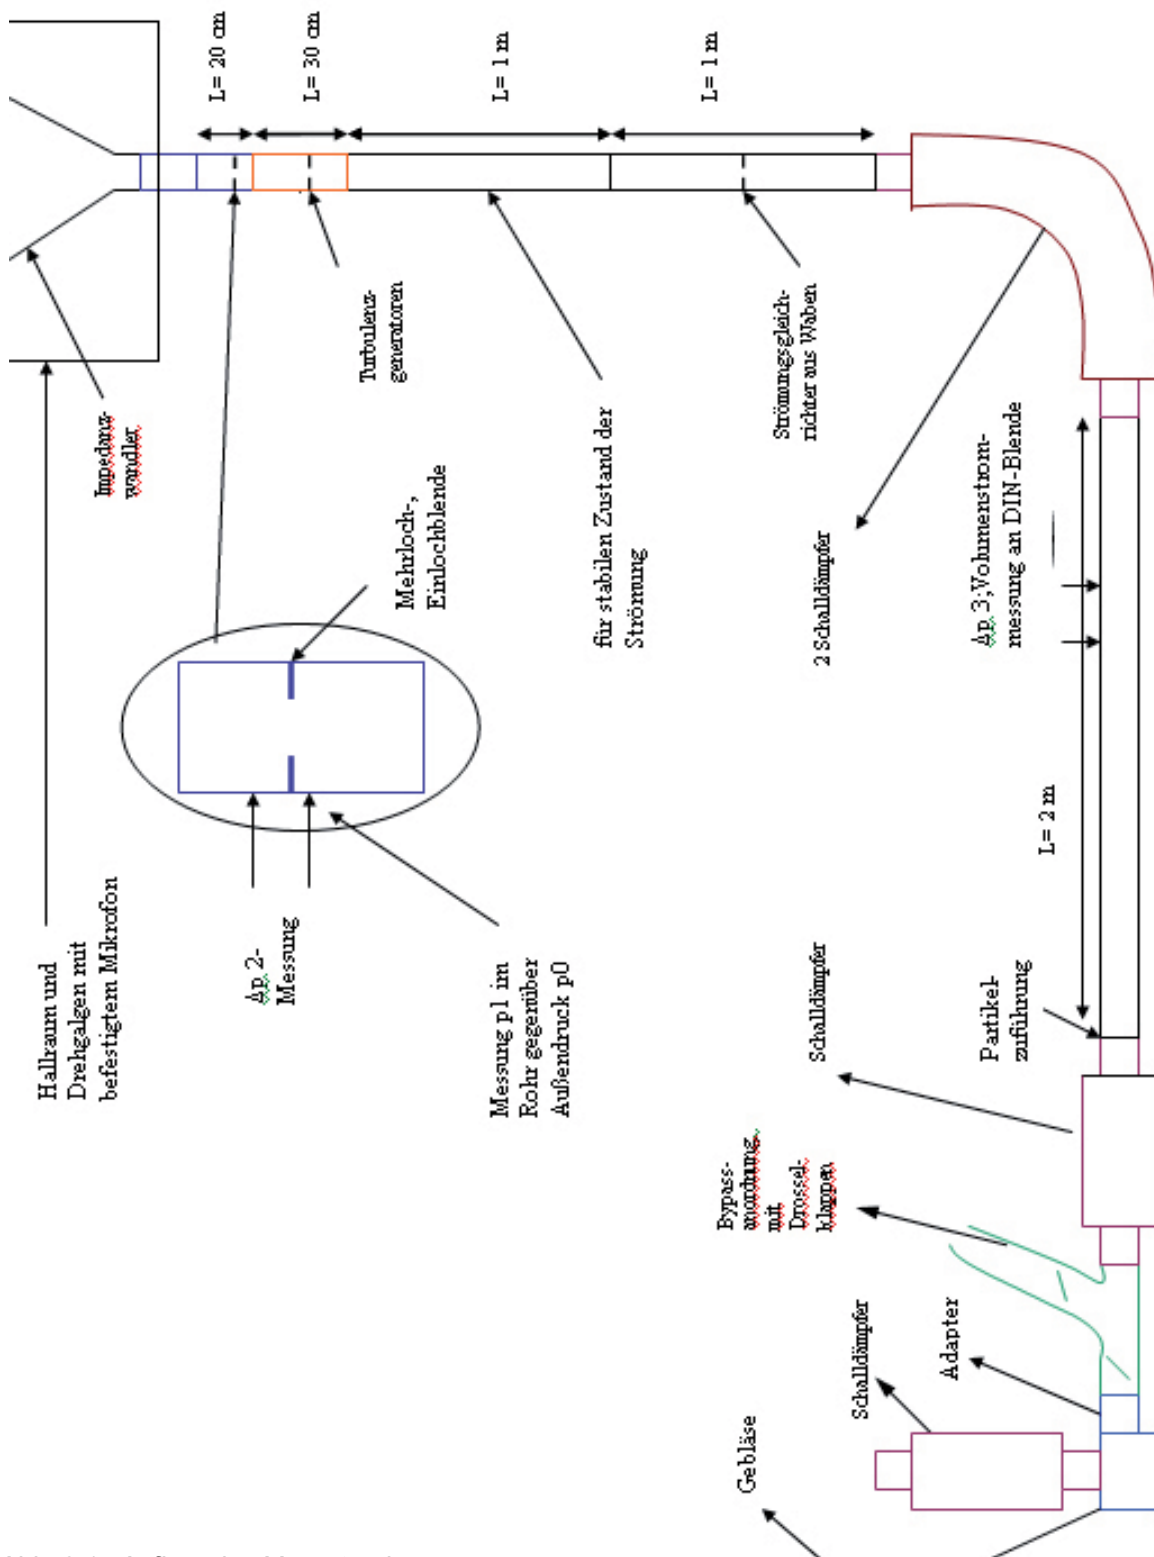 L= 20 cm
L= 30 cm
L= 1 m
L= 1 m
Turbulenz-
generatoren
Strömungsgleich-
richter aus Waben
Impedanz-
wandler
Mehrloch-,
Einlochblende
für stabilen Zustand der
Strömung
2 Schalldämpfer
Δp 3;Volumenstrom-
messung an DIN-Blende
Hallraum und
Drehgalgen mit
befestigtem Mikrofon
Δp 2-
Messung
Messung p1 im
Rohr gegenüber
Außendruck p0
L= 2 m
Schalldämpfer
Partikel-
zuführung
Bypass-
anordnung
mit
Drossel-
klappen
Schalldämpfer
Adapter
Gebläse